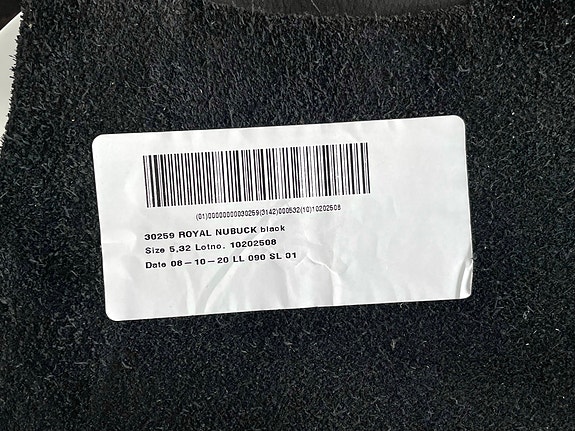 (01)00000000030259(3142)000532(10)10202508
30259 ROYAL NUBUCK black
Size 5,32 Lotno. 10202508
Date 08-10-20 LL 090 SL 01